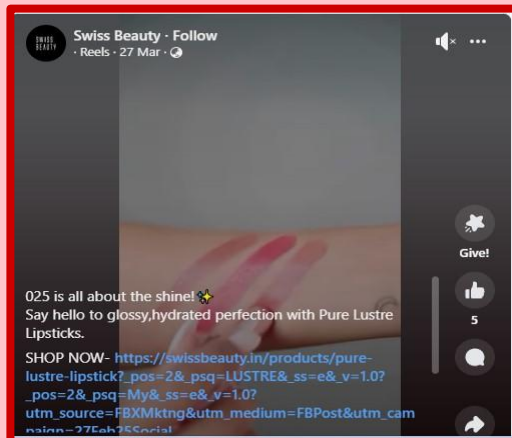 SWISS
BEAUTY
Swiss Beauty · Follow
· Reels · 27 Mar ·
Give!
5
025 is all about the shine!✨
Say hello to glossy,hydrated perfection with Pure Lustre
Lipsticks.
SHOP NOW- https://swissbeauty.in/products/pure-
lustre-lipstick?_pos=2&_psq=LUSTRE&_ss=e&_v=1.0?
_pos=2&_psq=My&_ss=e&_v=1.0?
utm_source=FBXMktng&utm_medium=FBPost&utm_cam
paign=27Feb25Social